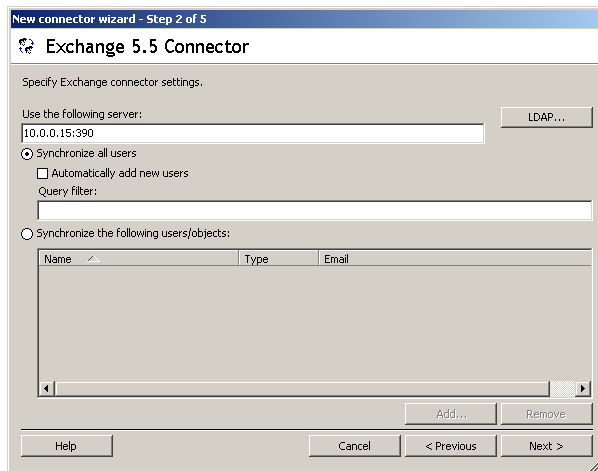 New connector wizard - Step 2 of 5
Exchange 5.5 Connector
Specify Exchange connector settings.
Use the following server:
LDAP...
10.0.0.15:390
Synchronize all users
Automatically add new users
Query filter:
Synchronize the following users/objects:
Name Type Email
Add... Remove
Help Cancel < Previous Next >